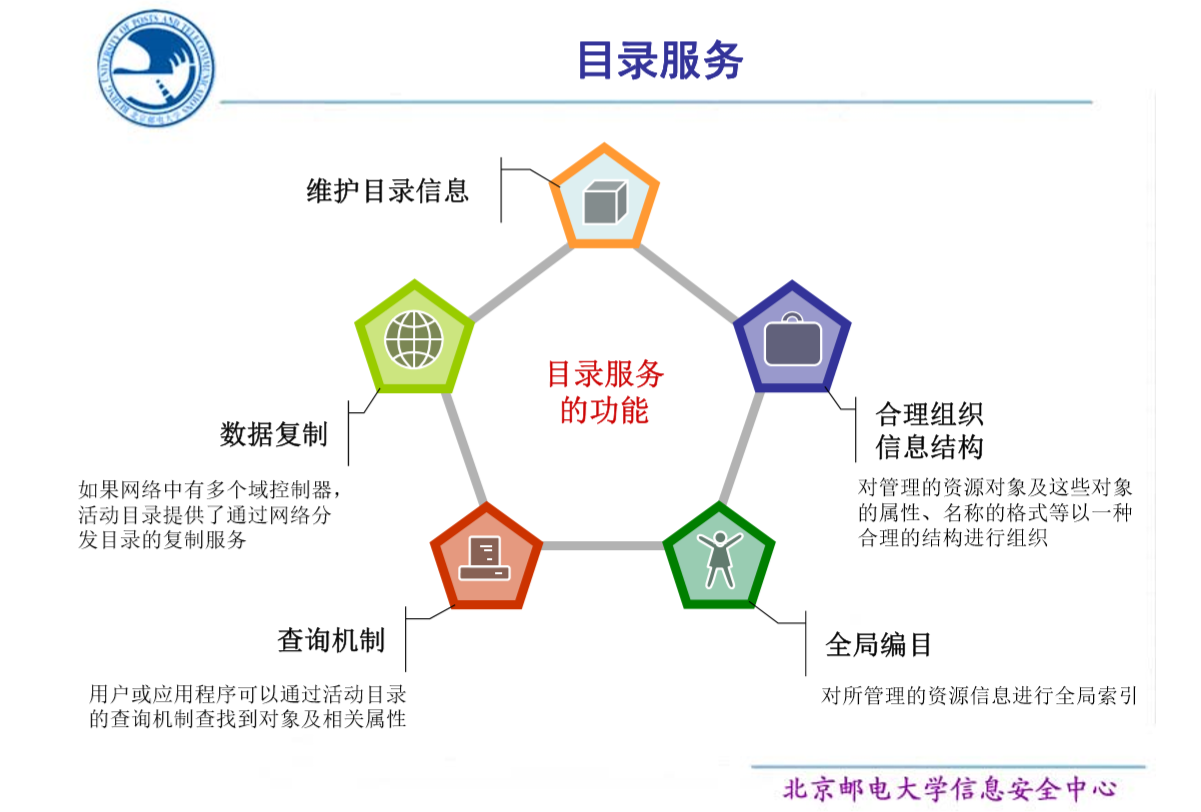 BEIJING UNIVERSITY OF POSTS AND TELECOMMUNICATIONS
北京邮电大学
目录服务
维护目录信息
目录服务
的功能
合理组织
信息结构
对管理的资源对象及这些对象
的属性、名称的格式等以一种
合理的结构进行组织
数据复制
如果网络中有多个域控制器，
活动目录提供了通过网络分
发目录的复制服务
查询机制
用户或应用程序可以通过活动目录
的查询机制查找到对象及相关属性
全局编目
对所管理的资源信息进行全局索引
北京邮电大学信息安全中心